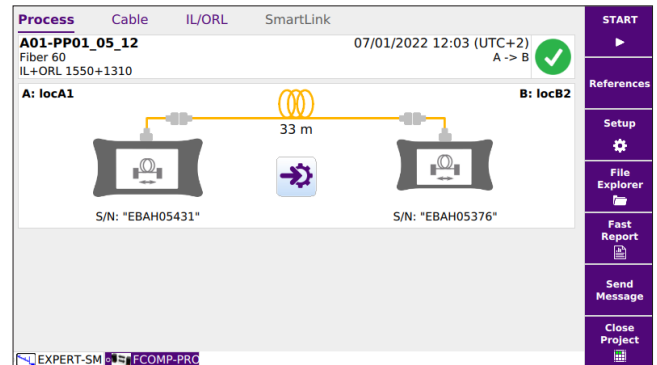 Process Cable IL/ORL SmartLink
A01-PP01_05_12 07/01/2022 12:03 (UTC+2)
Fiber 60 A -> B
IL+ORL 1550+1310
A: locA1 B: locB2
33 m
S/N: "EBAH05431" S/N: "EBAH05376"
EXPERT-SM FCOMP-PRO
START
References
Setup
File
Explorer
Fast
Report
Send
Message
Close
Project